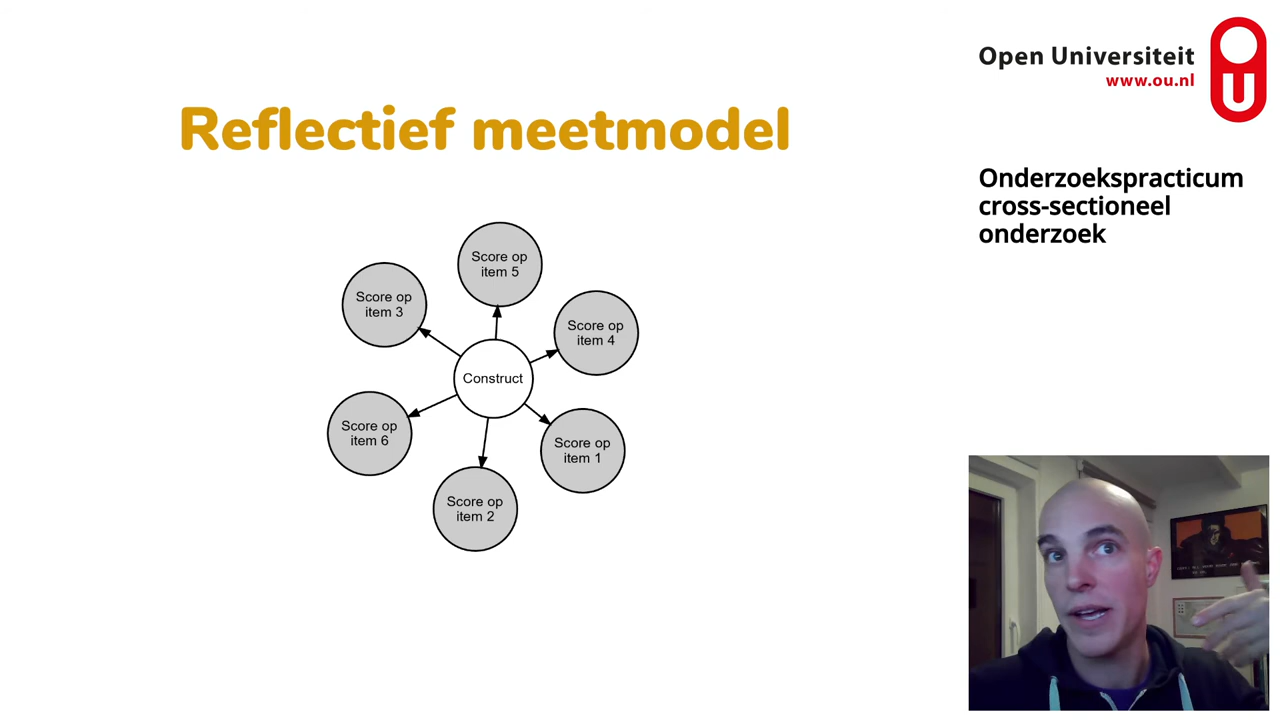 Open Universiteit
www.ou.nl
Reflectief meetmodel
Onderzoekspracticum
cross-sectioneel
onderzoek
Score op
item 5
Score op
item 3
Score op
item 4
Construct
Score op
item 6
Score op
item 1
Score op
item 2